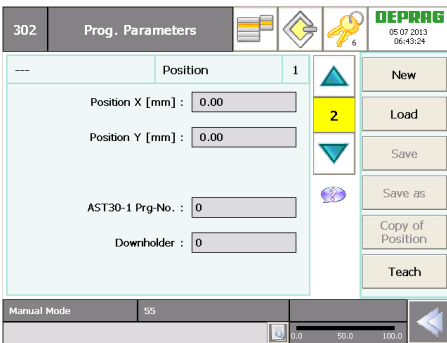 302
Prog. Parameters
6
DEPRAG
05 07 2013
06:43:24
--- Position 1
Position X [mm] : 0.00
Position Y [mm] : 0.00
AST30-1 Prg-No. : 0
Downholder : 0
2
New
Load
Save
Save as
Copy of
Position
Teach
Manual Mode 55
0.0 50.0 100.0